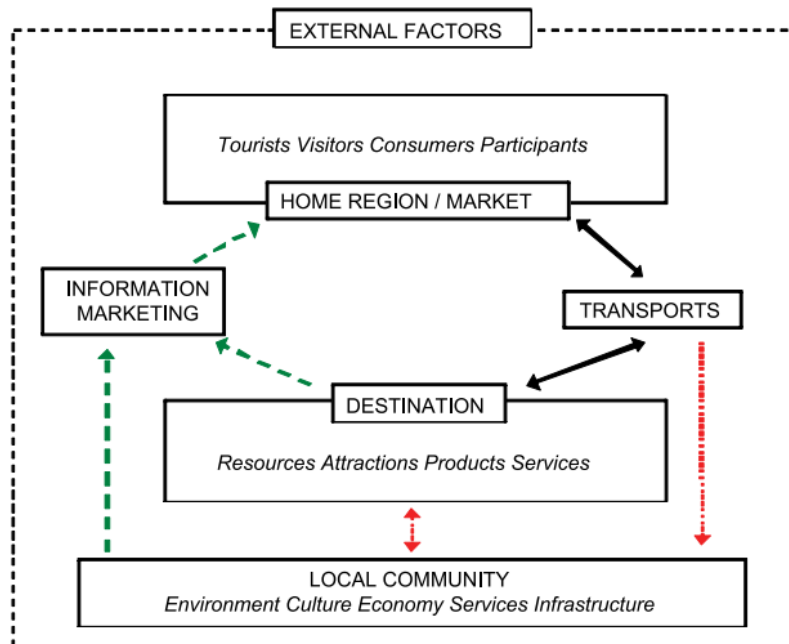 EXTERNAL FACTORS
Tourists Visitors Consumers Participants
HOME REGION / MARKET
INFORMATION
MARKETING
TRANSPORTS
DESTINATION
Resources Attractions Products Services
LOCAL COMMUNITY
Environment Culture Economy Services Infrastructure